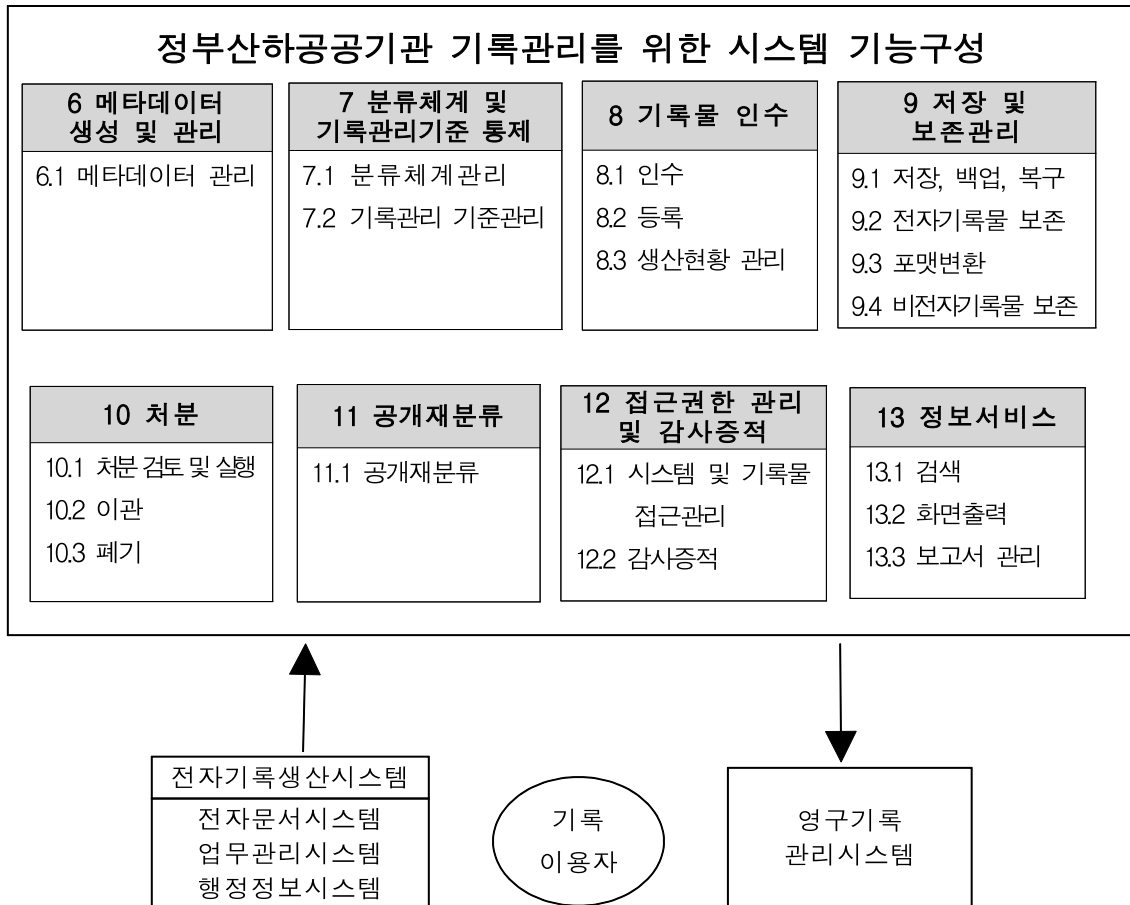 정부산하공공기관 기록관리를 위한 시스템 기능구성
6 메타데이터
생성 및 관리
6.1 메타데이터 관리
7 분류체계 및
기록관리기준 통제
7.1 분류체계관리
7.2 기록관리 기준관리
8 기록물 인수
8.1 인수
8.2 등록
8.3 생산현황 관리
9 저장 및
보존관리
9.1 저장, 백업, 복구
9.2 전자기록물 보존
9.3 포맷변환
9.4 비전자기록물 보존
10 처분
10.1 처분 검토 및 실행
10.2 이관
10.3 폐기
11 공개재분류
11.1 공개재분류
12 접근권한 관리
및 감사증적
12.1 시스템 및 기록물
접근관리
12.2 감사증적
13 정보서비스
13.1 검색
13.2 화면출력
13.3 보고서 관리
전자기록생산시스템
전자문서시스템
업무관리시스템
행정정보시스템
기록
이용자
영구기록
관리시스템